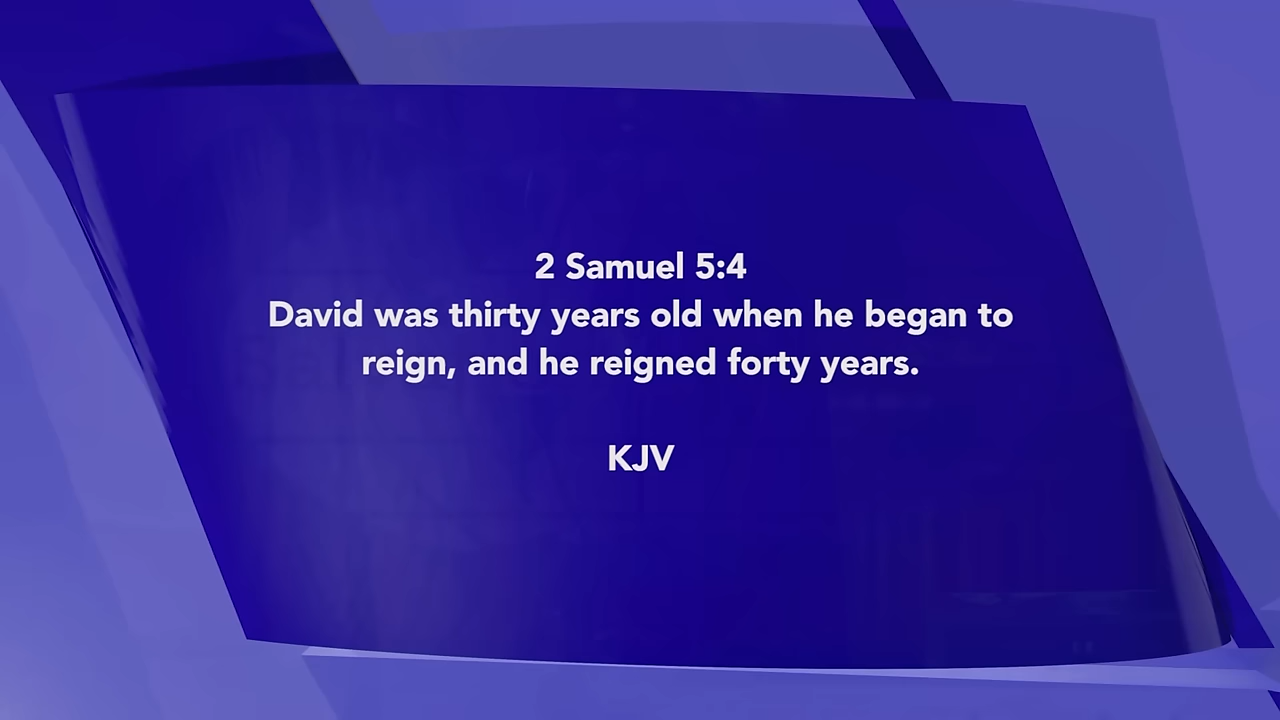 2 Samuel 5:4
David was thirty years old when he began to
reign, and he reigned forty years.
KJV